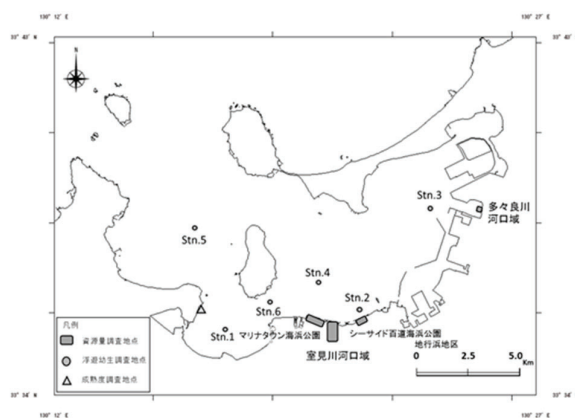 130° 12' E
130° 27' E
33° 43' N
33° 43' N
N
Stn.3
多々良川
河口域
Stn.5
Stn.4
Stn.2
Stn.6
Stn.1
マリナタウン海浜公園
シーサイド百道海浜公園
地行浜地区
室見川河口域
凡例
資源量調査地点
浮遊幼生調査地点
成熟度調査地点
0 2.5 5.0
Km
33° 34' N
33° 34' N
130° 12' E
130° 27' E